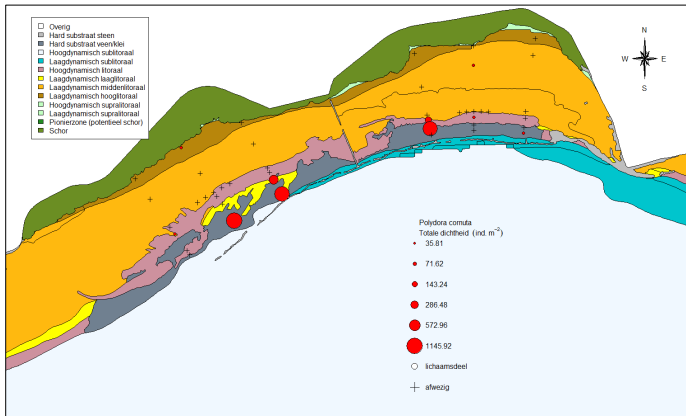 Overig
Hard substraat steen
Hard substraat veen/klei
Hoogdynamisch sublitoraal
Laagdynamisch sublitoraal
Hoogdynamisch litoraal
Laagdynamisch laaglitoraal
Laagdynamisch middenlitoraal
Laagdynamisch hooglitoraal
Hoogdynamisch supralitoraal
Laagdynamisch supralitoraal
Pionierzone (potentieel schor)
Schor
N
W E
S
Polydora cornuta
Totale dichtheid (ind. m⁻²)
35.81
71.62
143.24
286.48
572.96
1145.92
lichaamsdeel
afwezig